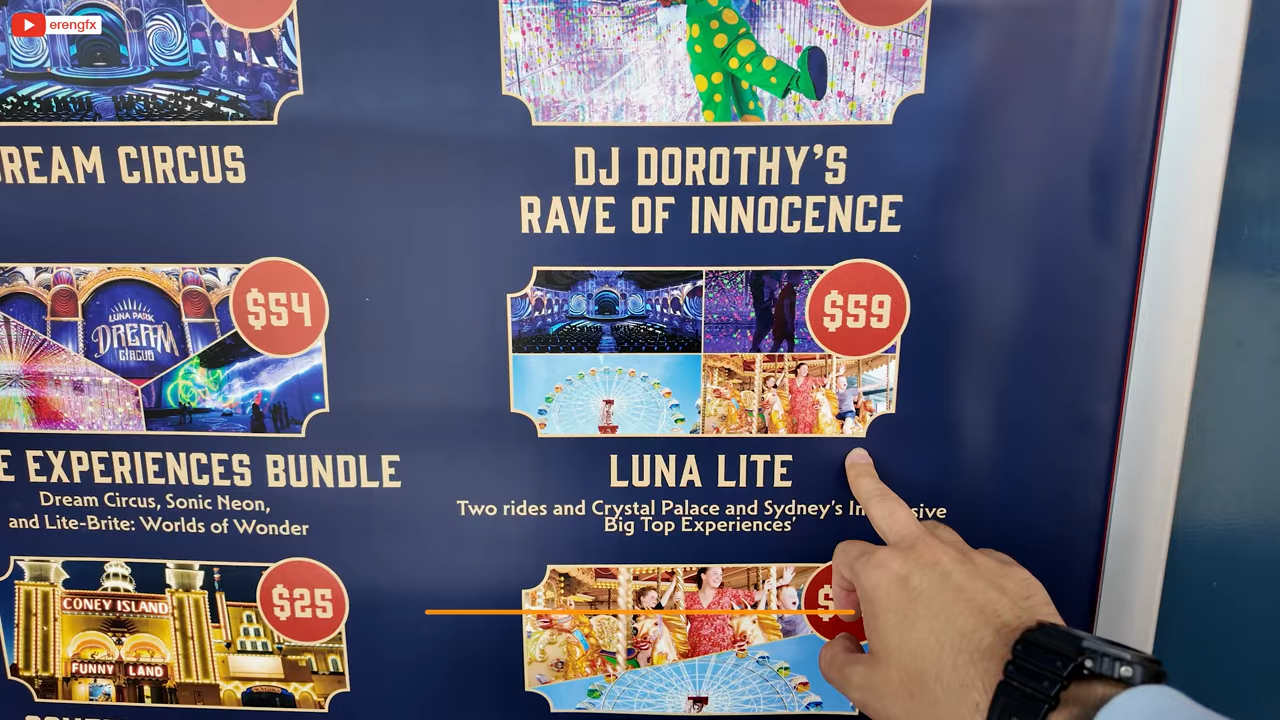 erengfx
DREAM CIRCUS
DJ DOROTHY'S
RAVE OF INNOCENCE
$54
LUNA PARK
DREAM
CIRCUS
$59
EXPERIENCES BUNDLE
Dream Circus, Sonic Neon,
and Lite-Brite: Worlds of Wonder
LUNA LITE
Two rides and Crystal Palace and Sydney's
Big Top Experiences'
$25
CONEY ISLAND
FUNNY LAND
$